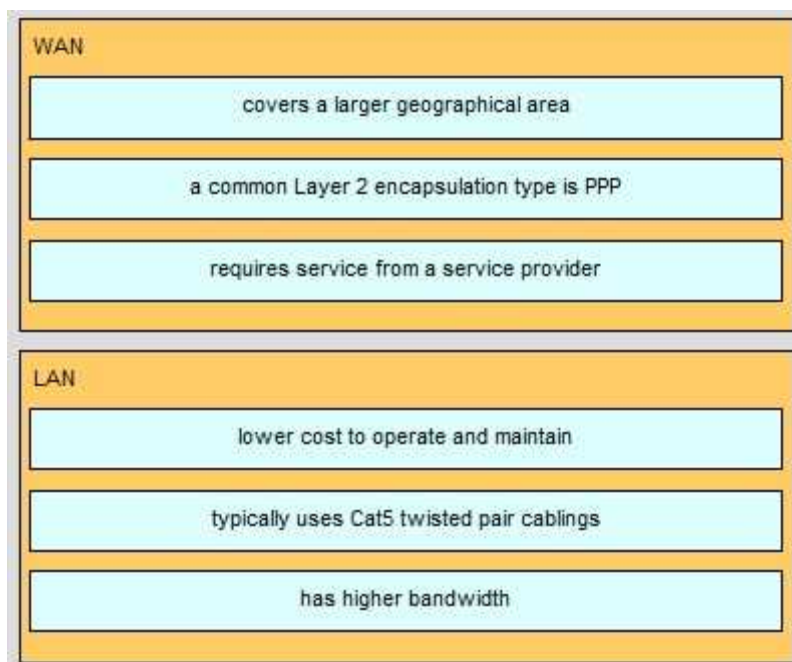 WAN
covers a larger geographical area
a common Layer 2 encapsulation type is PPP
requires service from a service provider
LAN
lower cost to operate and maintain
typically uses Cat5 twisted pair cablings
has higher bandwidth